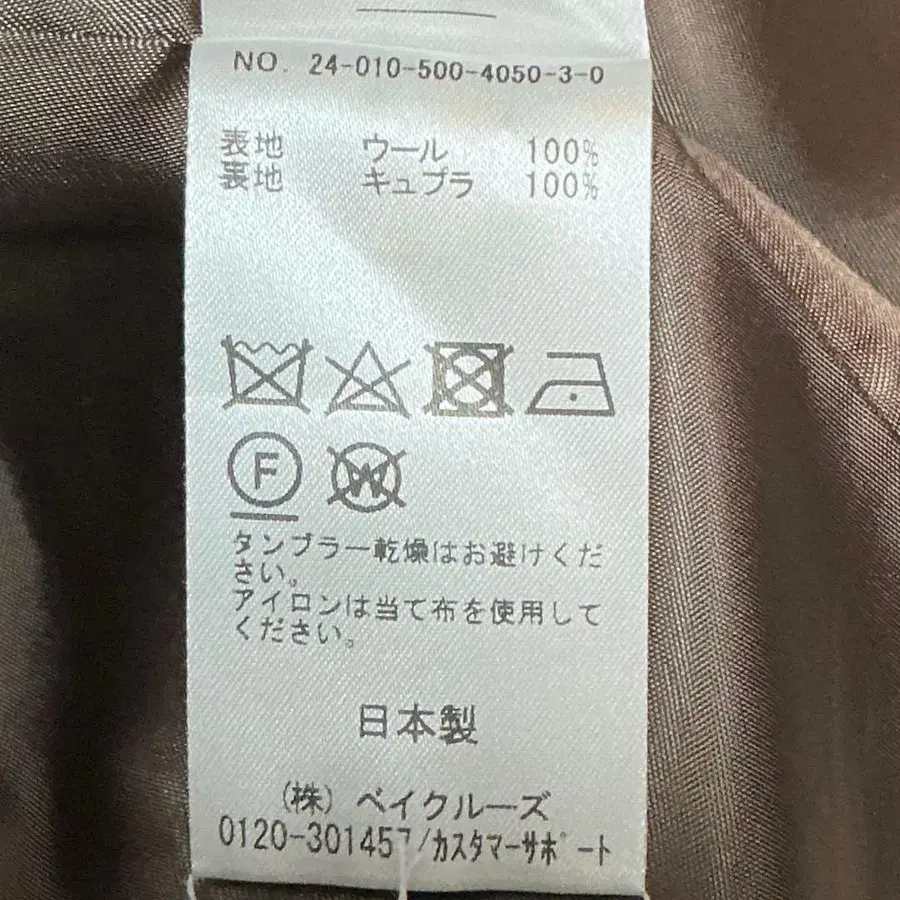 NO. 24-010-500-4050-3-0
表地 ウール 100%
裏地 キュプラ 100%
F
W
タンブラー乾燥はお避けくだ
さい。
アイロンは当て布を使用して
ください。
日本製
(株) ベイクルーズ
0120-301457/カスタマーサポート